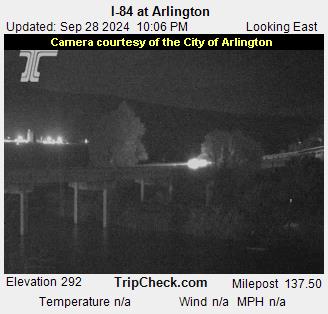 I-84 at Arlington
Updated: Sep 28 2024 10:06 PM Looking East
Camera courtesy of the City of Arlington
Elevation 292 TripCheck.com Milepost 137.50
Temperature n/a Wind n/a MPH n/a